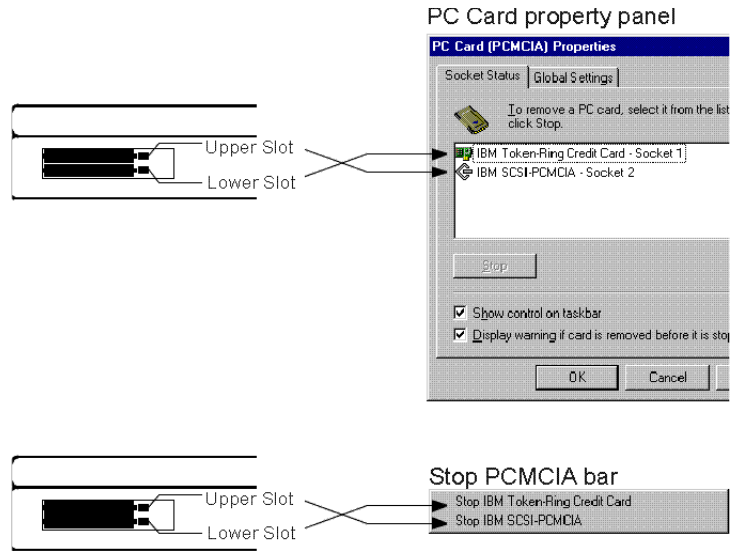 PC Card property panel
PC Card (PCMCIA) Properties
Socket Status
Global Settings
To remove a PC card, select it from the list
click Stop.
Upper Slot
Lower Slot
IBM Token-Ring Credit Card - Socket 1
IBM SCSI-PCMCIA - Socket 2
Stop
Show control on taskbar
Display warning if card is removed before it is sto
OK
Cancel
Stop PCMCIA bar
Upper Slot
Lower Slot
Stop IBM Token-Ring Credit Card
Stop IBM SCSI-PCMCIA